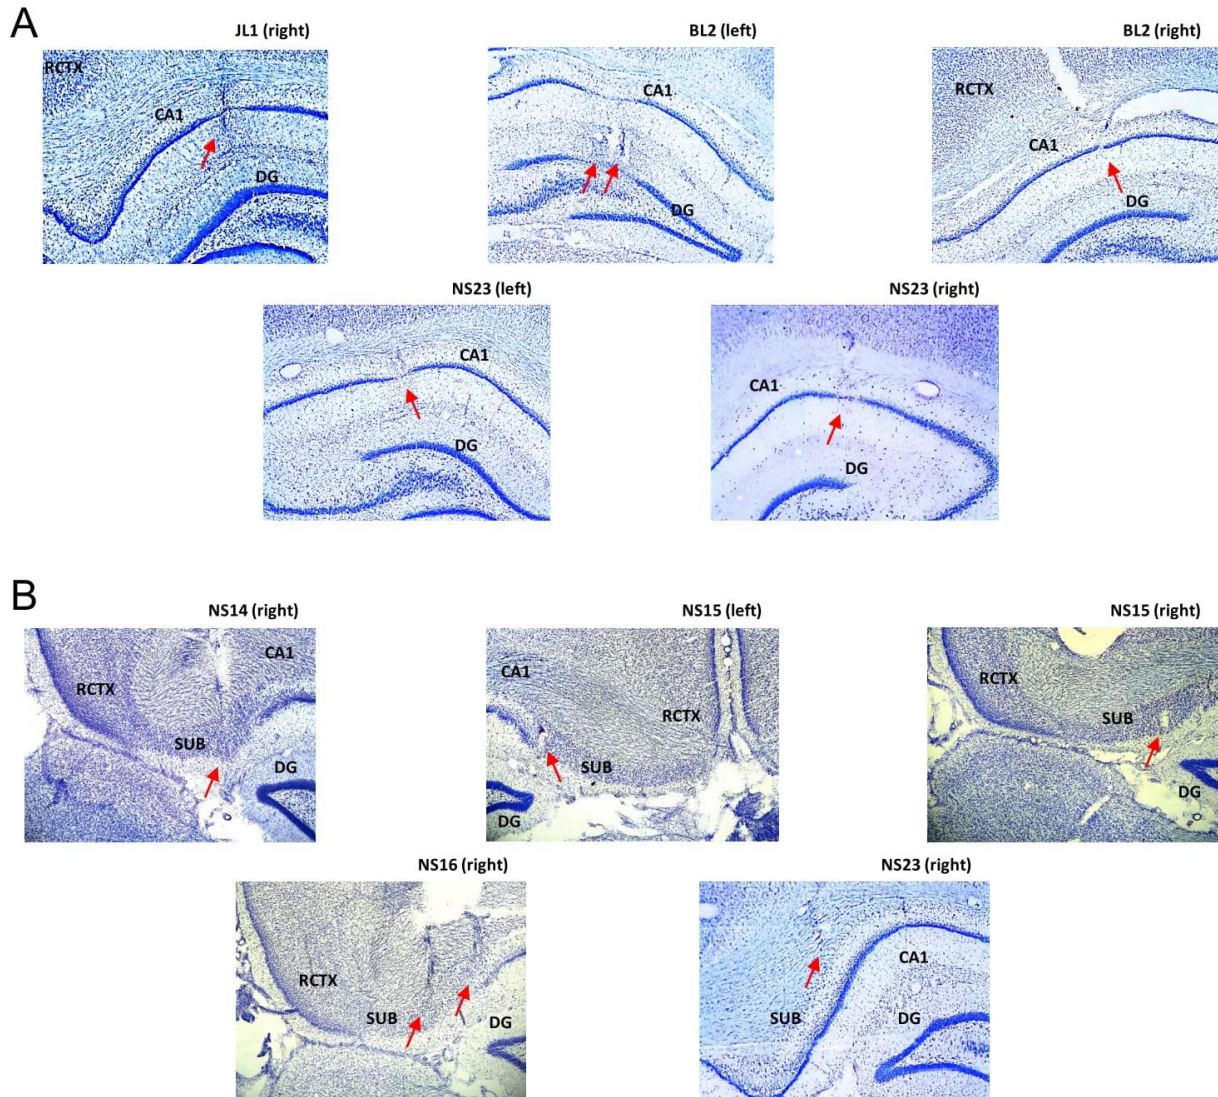 A
JL1 (right)
BL2 (left)
BL2 (right)
RCTX
CA1
DG
CA1
DG
RCTX
CA1
DG
NS23 (left)
NS23 (right)
CA1
DG
CA1
DG
B
NS14 (right)
NS15 (left)
NS15 (right)
CA1
RCTX
SUB
DG
CA1
RCTX
SUB
DG
RCTX
SUB
DG
NS16 (right)
NS23 (right)
RCTX
SUB
DG
CA1
SUB
DG